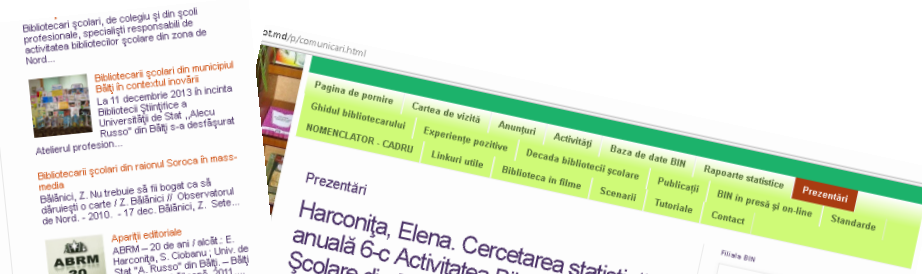 Bibliotecari şcolari, de colegiu şi din şcoli
profesionale, specialişti responsabili de
activitatea bibliotecilor şcolare din zona de
Nord...
Bibliotecarii şcolari din municipiul
Bălţi în contextul inovării
La 11 decembrie 2013 în incinta
Bibliotecii Ştiinţifice a
Universităţii de Stat ,,Alecu
Russo" din Bălţi s-a desfăşurat
Atelierul profesion...
Bibliotecarii şcolari din raionul Soroca în mass-
media
Bălănici, Z. Nu trebuie să fii bogat ca să
dăruieşti o carte / Z. Bălănici // Observatorul
de Nord. - 2010. - 17 dec. Bălănici, Z. Sete...
Apariţii editoriale
ABRM – 20 de ani / alcăt.: E.
Harconiţa, S. Ciobanu ; Univ. de
Stat "A. Russo" din Bălţi. – Bălţi
2011
ABRM
20
ot.md/p/comunicari.html
Pagina de pornire
Cartea de vizită
Anunţuri
Activităţi
Baza de date BIN
Rapoarte statistice
Prezentări
Ghidul bibliotecarului
Experienţe pozitive
Decada bibliotecii şcolare
Publicaţii
BIN în presă şi on-line
Standarde
NOMENCLATOR - CADRU
Linkuri utile
Biblioteca in filme
Scenarii
Tutoriale
Contact
Prezentări
Harconiţa, Elena. Cercetarea
anuală 6-c Activitatea
Şcolare
Filiala BIN